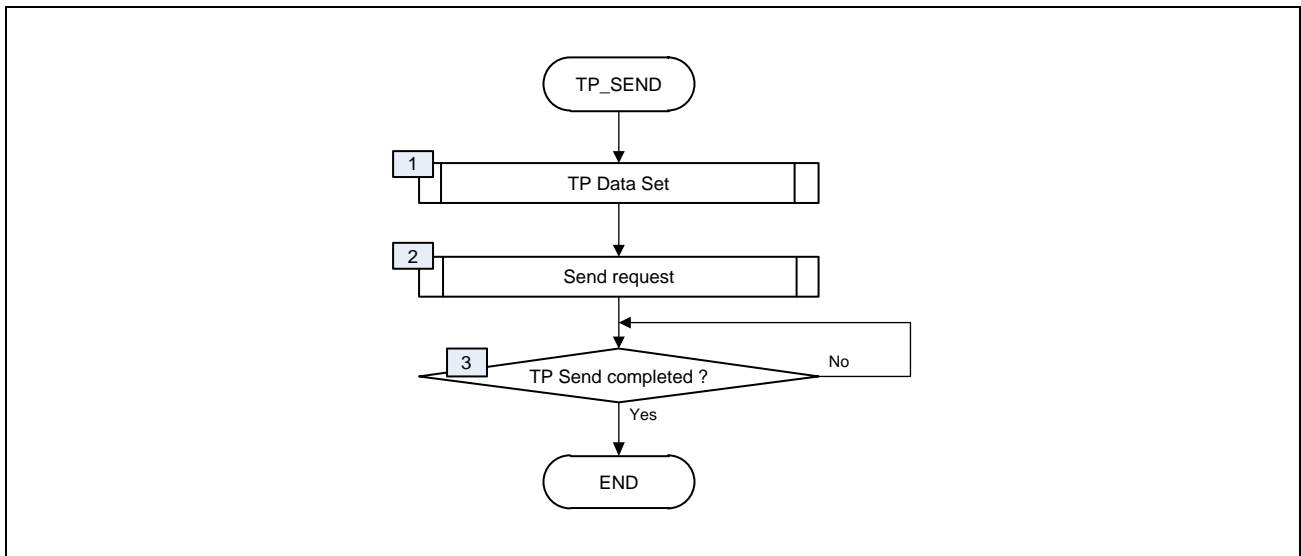 TP_SEND
1
TP Data Set
2
Send request
3
TP Send completed ?
No
Yes
END